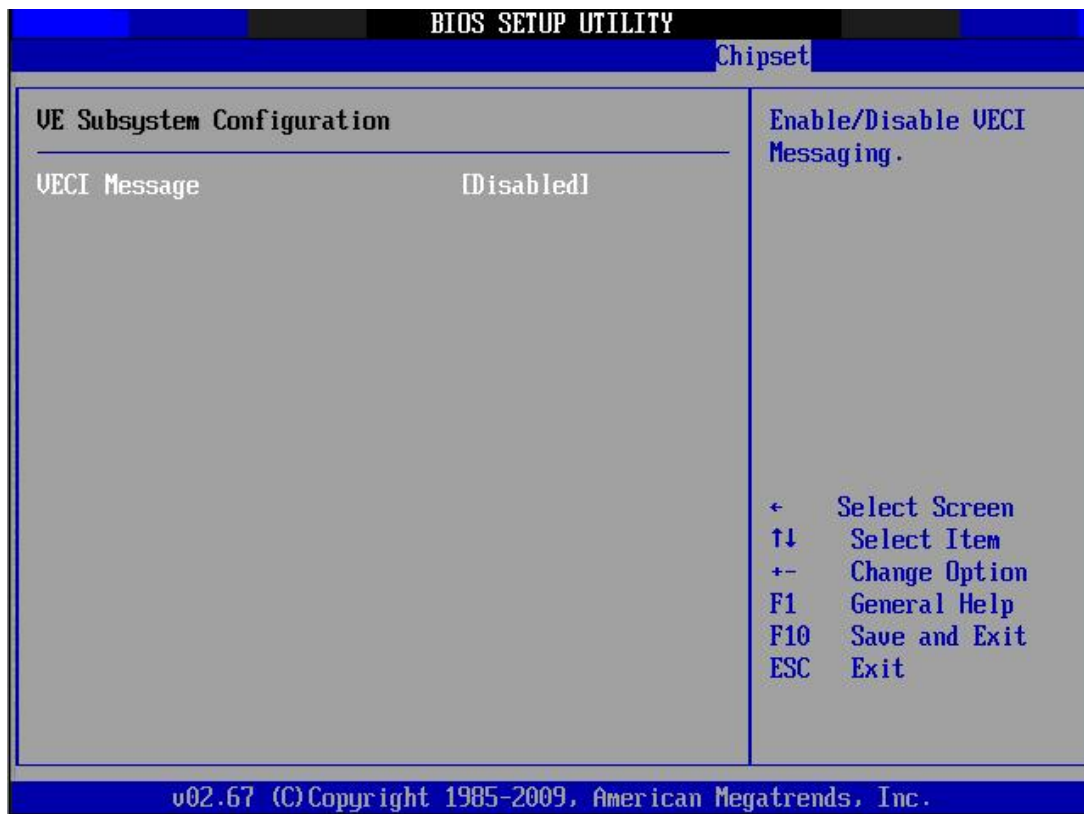 BIOS SETUP UTILITY
Chipset
VE Subsystem Configuration
VECI Message [Disabled]
Enable/Disable VECI
Messaging.
← Select Screen
↑↓ Select Item
+- Change Option
F1 General Help
F10 Save and Exit
ESC Exit
v02.67 (C)Copyright 1985-2009, American Megatrends, Inc.